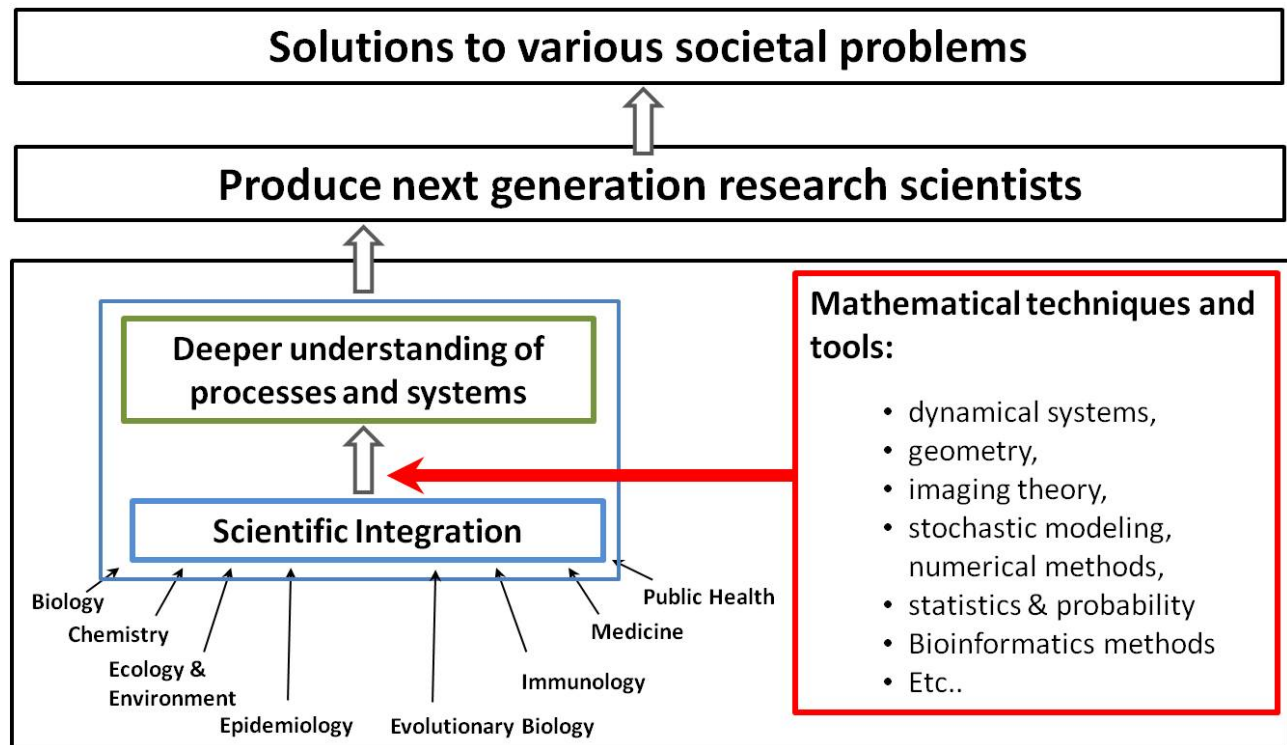 Solutions to various societal problems
Produce next generation research scientists
Deeper understanding of
processes and systems
Scientific Integration
Biology
Chemistry
Ecology &
Environment
Epidemiology
Evolutionary Biology
Immunology
Medicine
Public Health
Mathematical techniques and
tools:
• dynamical systems,
• geometry,
• imaging theory,
• stochastic modeling,
numerical methods,
• statistics & probability
• Bioinformatics methods
• Etc..